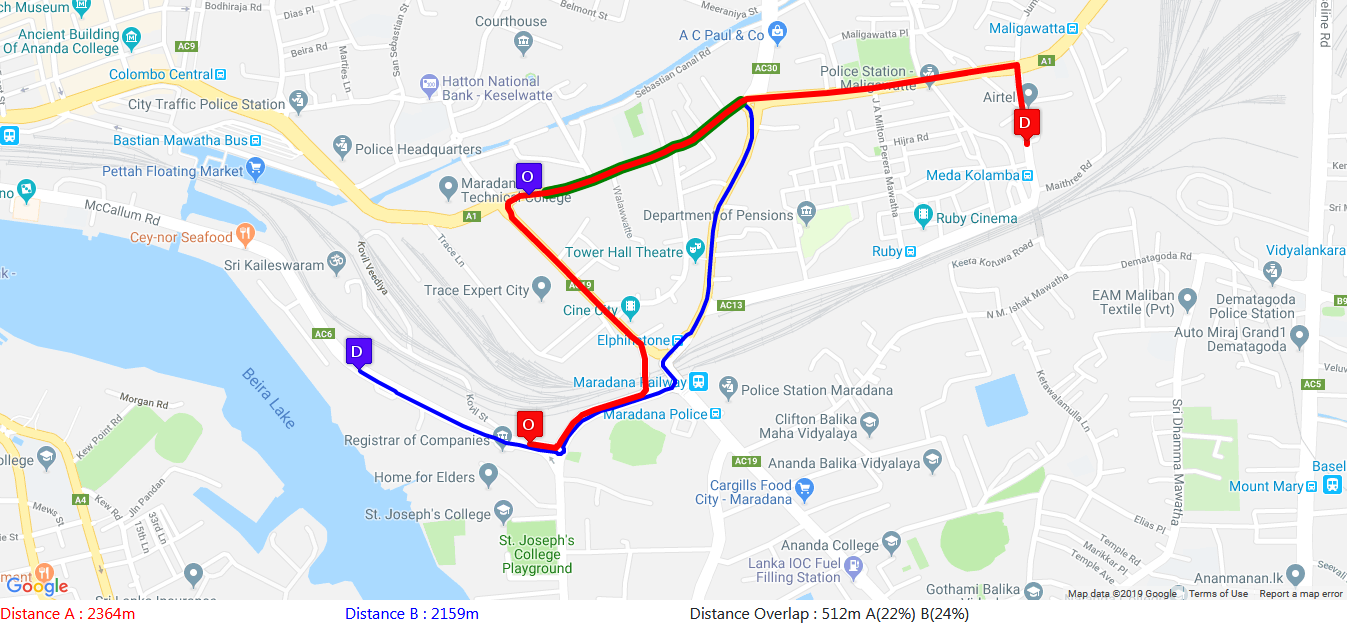 ch Museum
Bodhiraja Rd
Dias Pl
Belmont St
Meeraniya St
Courthouse
Ancient Building
Of Ananda College
AC9
Beira Rd
Marties Ln
San Sebastian St
A C Paul & Co
Maligawatta Pl
Maligawatta
A1
Colombo Central
Hatton National
Bank - Keselwatte
Sebastian Canal Rd
AC30
Police Station -
Maligawatte
Airtel
D
City Traffic Police Station
Bastian Mawatha Bus
Police Headquarters
J A Milton Perera Mawatha
Hijra Rd
Pettah Floating Market
O
Maradana
Technical College
Walawwatte
Meda Kolamba
Maithree Rd
no
McCallum Rd
A1
Department of Pensions
Ruby Cinema
Cey-nor Seafood
Kovil Veediya
Trace Ln
Tower Hall Theatre
Ruby
Keera Kotuwa Road
Vidyalankara
Sri Kaileswaram
Dematagoda Rd
Trace Expert City
AC19
Cine City
AC13
N M. Ishak Mawatha
EAM Maliban
Textile (Pvt)
Dematagoda
Police Station
AC6
Elphinstone
Auto Miraj Grand1
Dematagoda
D
Beira Lake
Maradana Railway
Police Station Maradana
Kerawalamulla Ln
AC5
Morgan Rd
Kovil St
Maradana Police
Clifton Balika
Maha Vidyalaya
Sri Dhamma Mawatha
Kew Point Rd
O
Registrar of Companies
AC19
Ananda Balika Vidyalaya
Home for Elders
Cargills Food
City - Maradana
Basel
Mount Mary
A4
Kew Rd
Jln Pandan
Mews St
33rd Ln
15th Ln
St. Joseph's College
Elias Pl
St. Joseph's
College
Playground
Ananda College
Temple Rd
Marikkar Pl
Temple Ave
Lanka IOC Fuel
Filling Station
Gothami Balika
Ananmanan.lk
Google
Map data ©2019 Google
Terms of Use
Report a map error
Distance A : 2364m
Distance B : 2159m
Distance Overlap : 512m A(22%) B(24%)